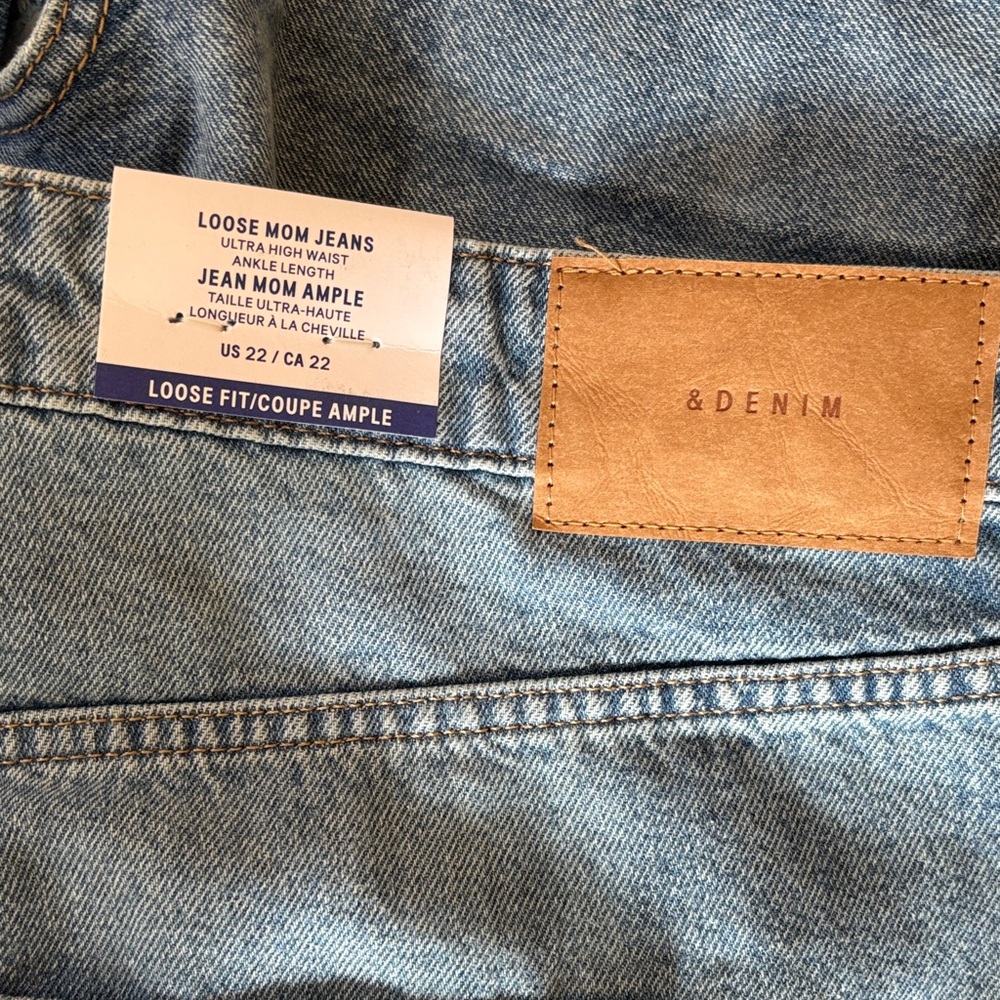 LOOSE MOM JEANS
ULTRA HIGH WAIST
ANKLE LENGTH
JEAN MOM AMPLE
TAILLE ULTRA-HAUTE
LONGUEUR À LA CHEVILLE
US 22 / CA 22
LOOSE FIT/COUPE AMPLE
&DENIM